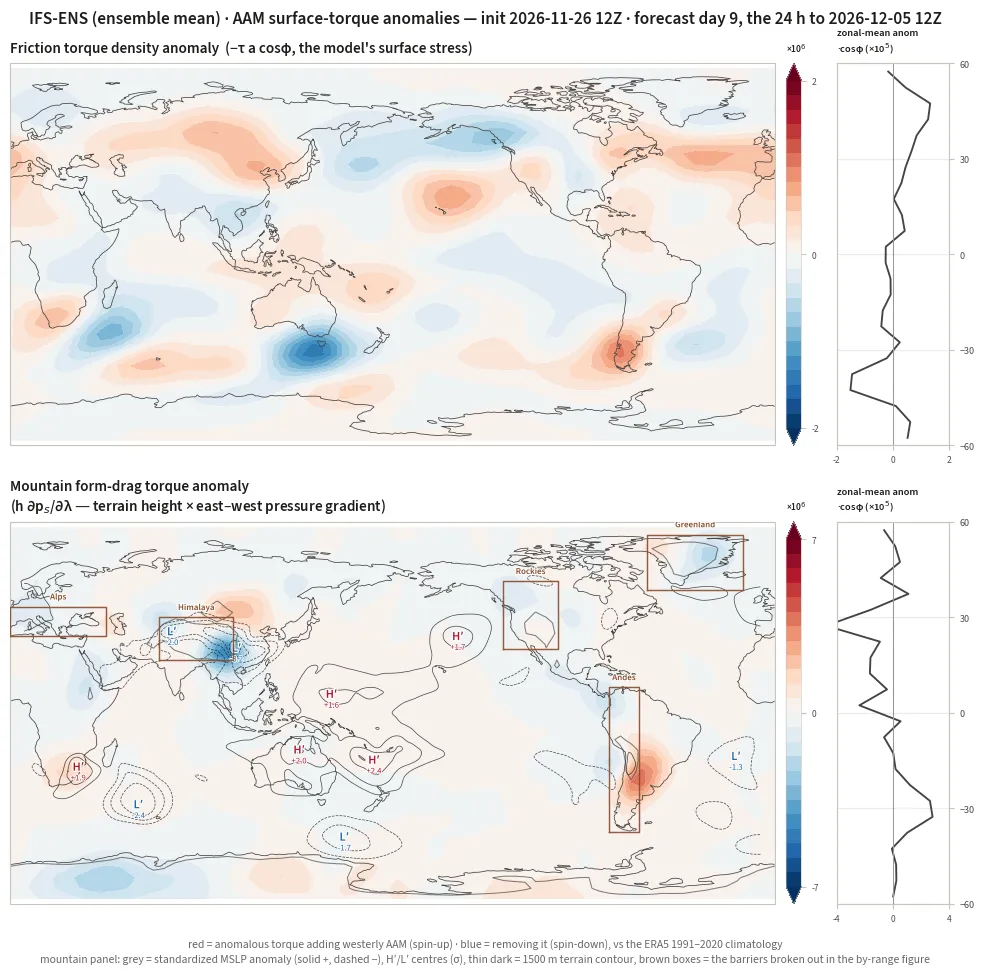 IFS-ENS (ensemble mean) · AAM surface-torque anomalies — init 2026-11-26 12Z · forecast day 9, the 24 h to 2026-12-05 12Z
Friction torque density anomaly (−τ a cosφ, the model's surface stress)
×10⁶
zonal-mean anom
·cosφ (×10⁵)
2
0
-2
60
30
0
−30
−60
-2
0
2
Mountain form-drag torque anomaly
(h ∂pₛ/∂λ — terrain height × east–west pressure gradient)
×10⁶
zonal-mean anom
·cosφ (×10⁵)
Greenland
Rockies
Alps
Himalaya
Andes
L’
H’
+1.7
H’
+1.6
H’
+2.0
H’
+2.4
H’
+1.9
L’
-2.4
L’
-1.7
L’
-1.3
7
0
-7
60
30
0
−30
−60
-4
0
4
red = anomalous torque adding westerly AAM (spin-up) · blue = removing it (spin-down), vs the ERA5 1991–2020 climatology
mountain panel: grey = standardized MSLP anomaly (solid +, dashed –), H’/L’ centres (σ), thin dark = 1500 m terrain contour, brown boxes = the barriers broken out in the by-range figure